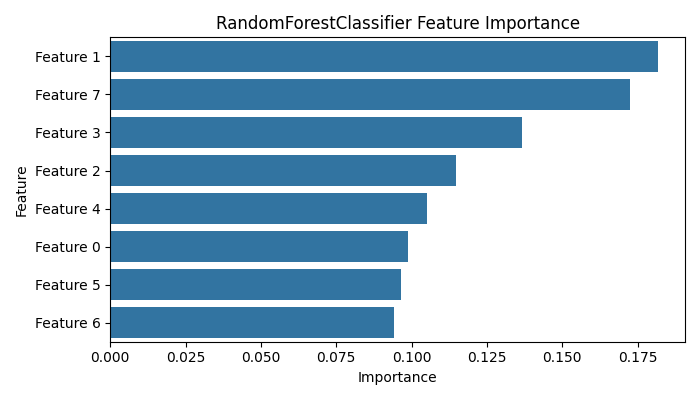 RandomForestClassifier Feature Importance
Feature 1
Feature 7
Feature 3
Feature 2
Feature 4
Feature 0
Feature 5
Feature 6
Feature
0.000 0.025 0.050 0.075 0.100 0.125 0.150 0.175
Importance